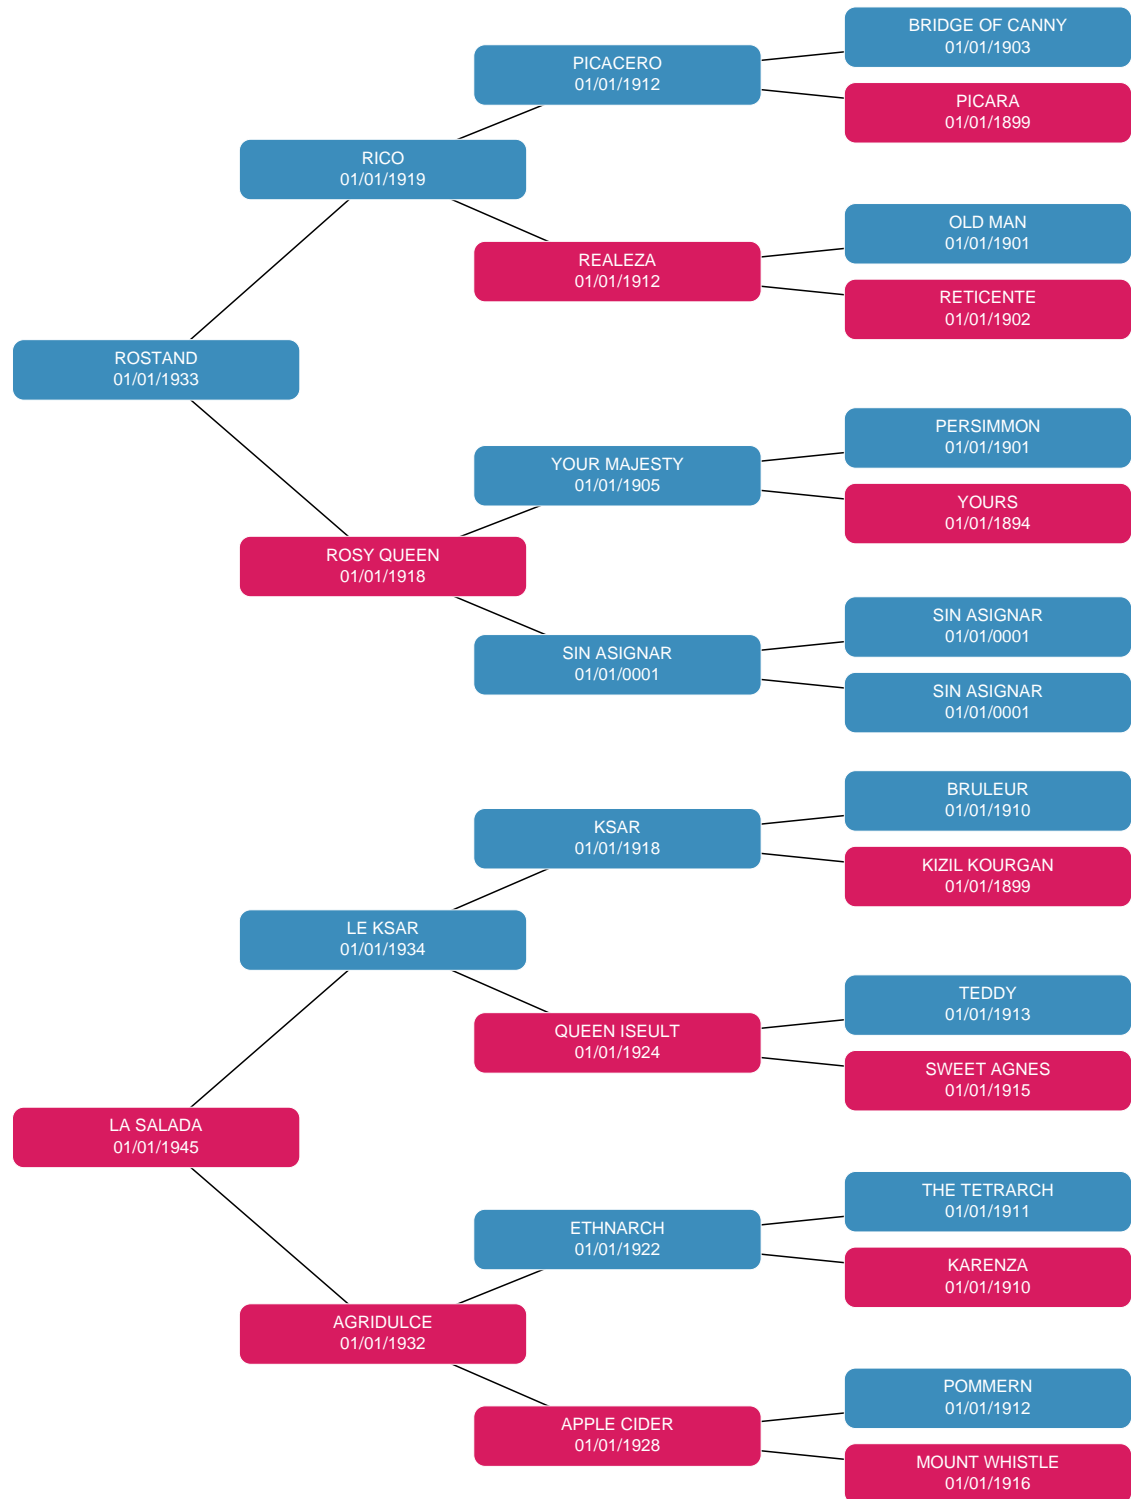 BRIDGE OF CANNY
01/01/1903
PICACERO
01/01/1912
PICARA
01/01/1899
RICO
01/01/1919
OLD MAN
01/01/1901
REALEZA
01/01/1912
RETICENTE
01/01/1902
ROSTAND
01/01/1933
PERSIMMON
01/01/1901
YOUR MAJESTY
01/01/1905
YOURS
01/01/1894
ROSY QUEEN
01/01/1918
SIN ASIGNAR
01/01/0001
SIN ASIGNAR
01/01/0001
SIN ASIGNAR
01/01/0001
BRULEUR
01/01/1910
KSAR
01/01/1918
KIZIL KOURGAN
01/01/1899
LE KSAR
01/01/1934
TEDDY
01/01/1913
QUEEN ISEULT
01/01/1924
SWEET AGNES
01/01/1915
LA SALADA
01/01/1945
THE TETRARCH
01/01/1911
ETHNARCH
01/01/1922
KARENZA
01/01/1910
AGRIDULCE
01/01/1932
POMMERN
01/01/1912
APPLE CIDER
01/01/1928
MOUNT WHISTLE
01/01/1916